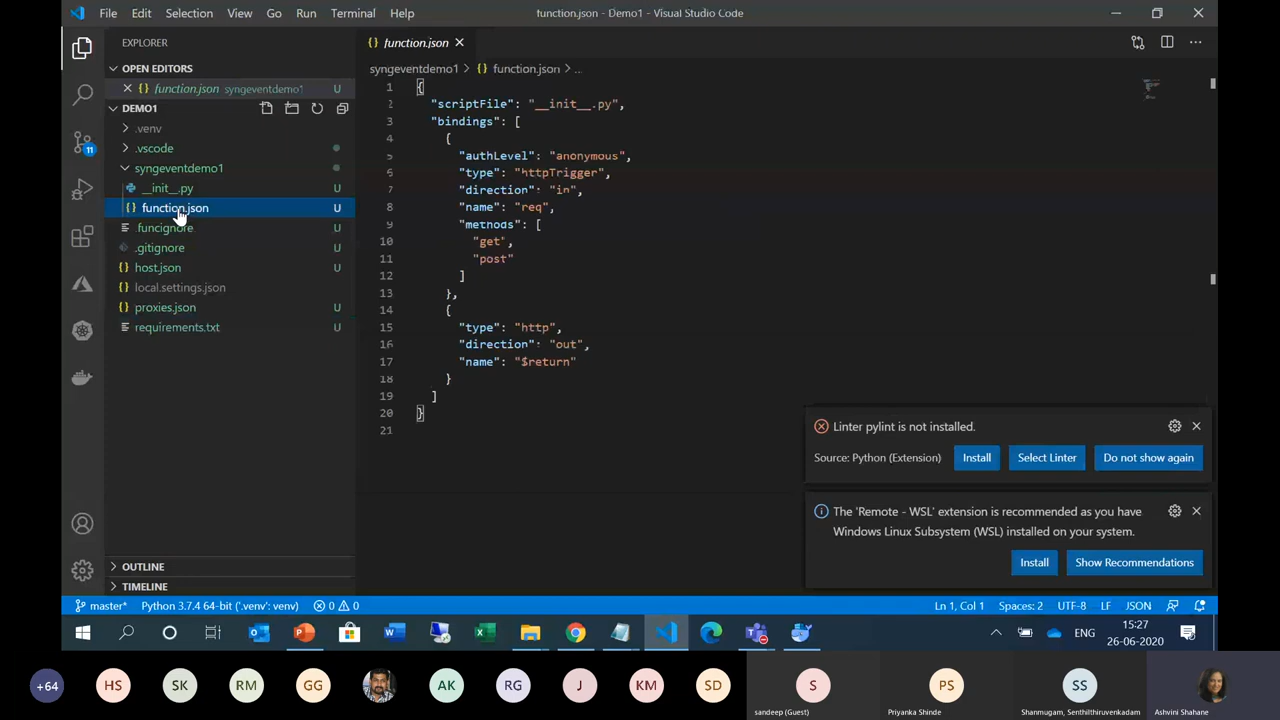 File Edit Selection View Go Run Terminal Help
function.json - Demo1 - Visual Studio Code
EXPLORER
OPEN EDITORS
function.json syngeventdemo1 U
DEMO1
.venv
.vscode
syngeventdemo1
__init__.py U
function.json U
.funcignore U
.gitignore U
host.json U
local.settings.json
proxies.json U
requirements.txt U
OUTLINE
TIMELINE
11
function.json
syngeventdemo1 > {} function.json > ...
1 {
2 "scriptFile": "__init__.py",
3 "bindings": [
4 {
5 "authLevel": "anonymous",
6 "type": "httpTrigger",
7 "direction": "in",
8 "name": "req",
9 "methods": [
10 "get",
11 "post"
12 ]
13 },
14 {
15 "type": "http",
16 "direction": "out",
17 "name": "$return"
18 }
19 ]
20 }
21
Linter pylint is not installed.
Source: Python (Extension) Install Select Linter Do not show again
The 'Remote - WSL' extension is recommended as you have
Windows Linux Subsystem (WSL) installed on your system.
Install Show Recommendations
master* Python 3.7.4 64-bit ('.venv': venv) 0 0 Ln 1, Col 1 Spaces: 2 UTF-8 LF JSON
ENG
15:27
26-06-2020
+64 HS SK RM GG AK RG J KM SD S PS SS
sandeep (Guest) Priyanka Shinde Shanmugam, Senthilthiruvenkadam Ashvini Shahane